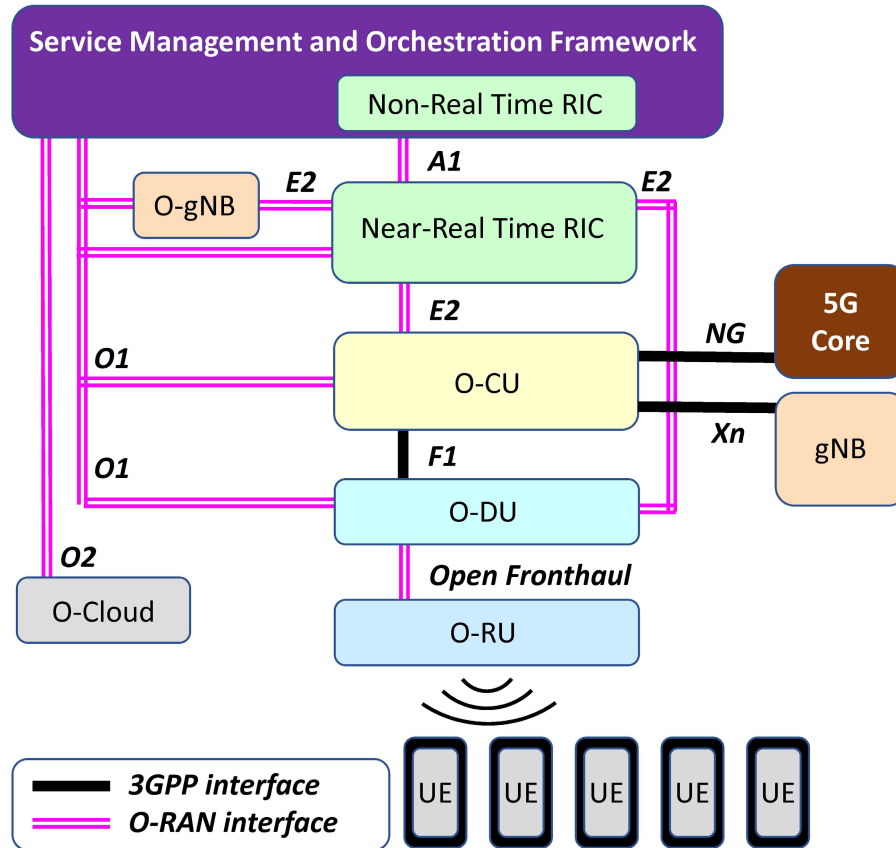 Service Management and Orchestration Framework
Non-Real Time RIC
A1
E2
E2
O-gNB
Near-Real Time RIC
E2
5G
Core
NG
O1
O-CU
Xn
gNB
F1
O1
O-DU
O2
Open Fronthaul
O-Cloud
O-RU
3GPP interface
O-RAN interface
UE
UE
UE
UE
UE